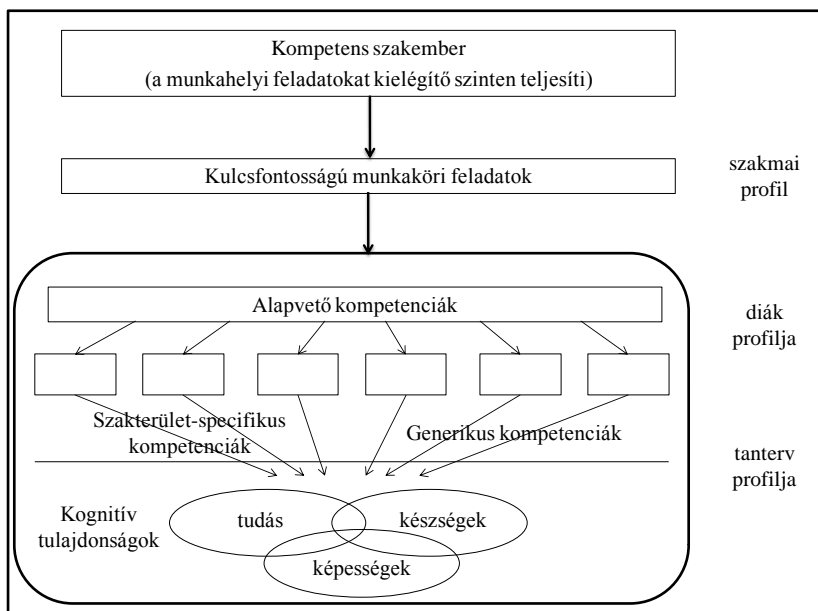 Kompetens szakember
(a munkahelyi feladatokat kielégítő szinten teljesíti)
Kulcsfontosságú munkaköri feladatok
szakmai
profil
Alapvető kompetenciák
diák
profilja
Szakterület-specifikus
kompetenciák
Generikus kompetenciák
tanterv
profilja
Kognitív
tulajdonságok
tudás
készségek
képességek